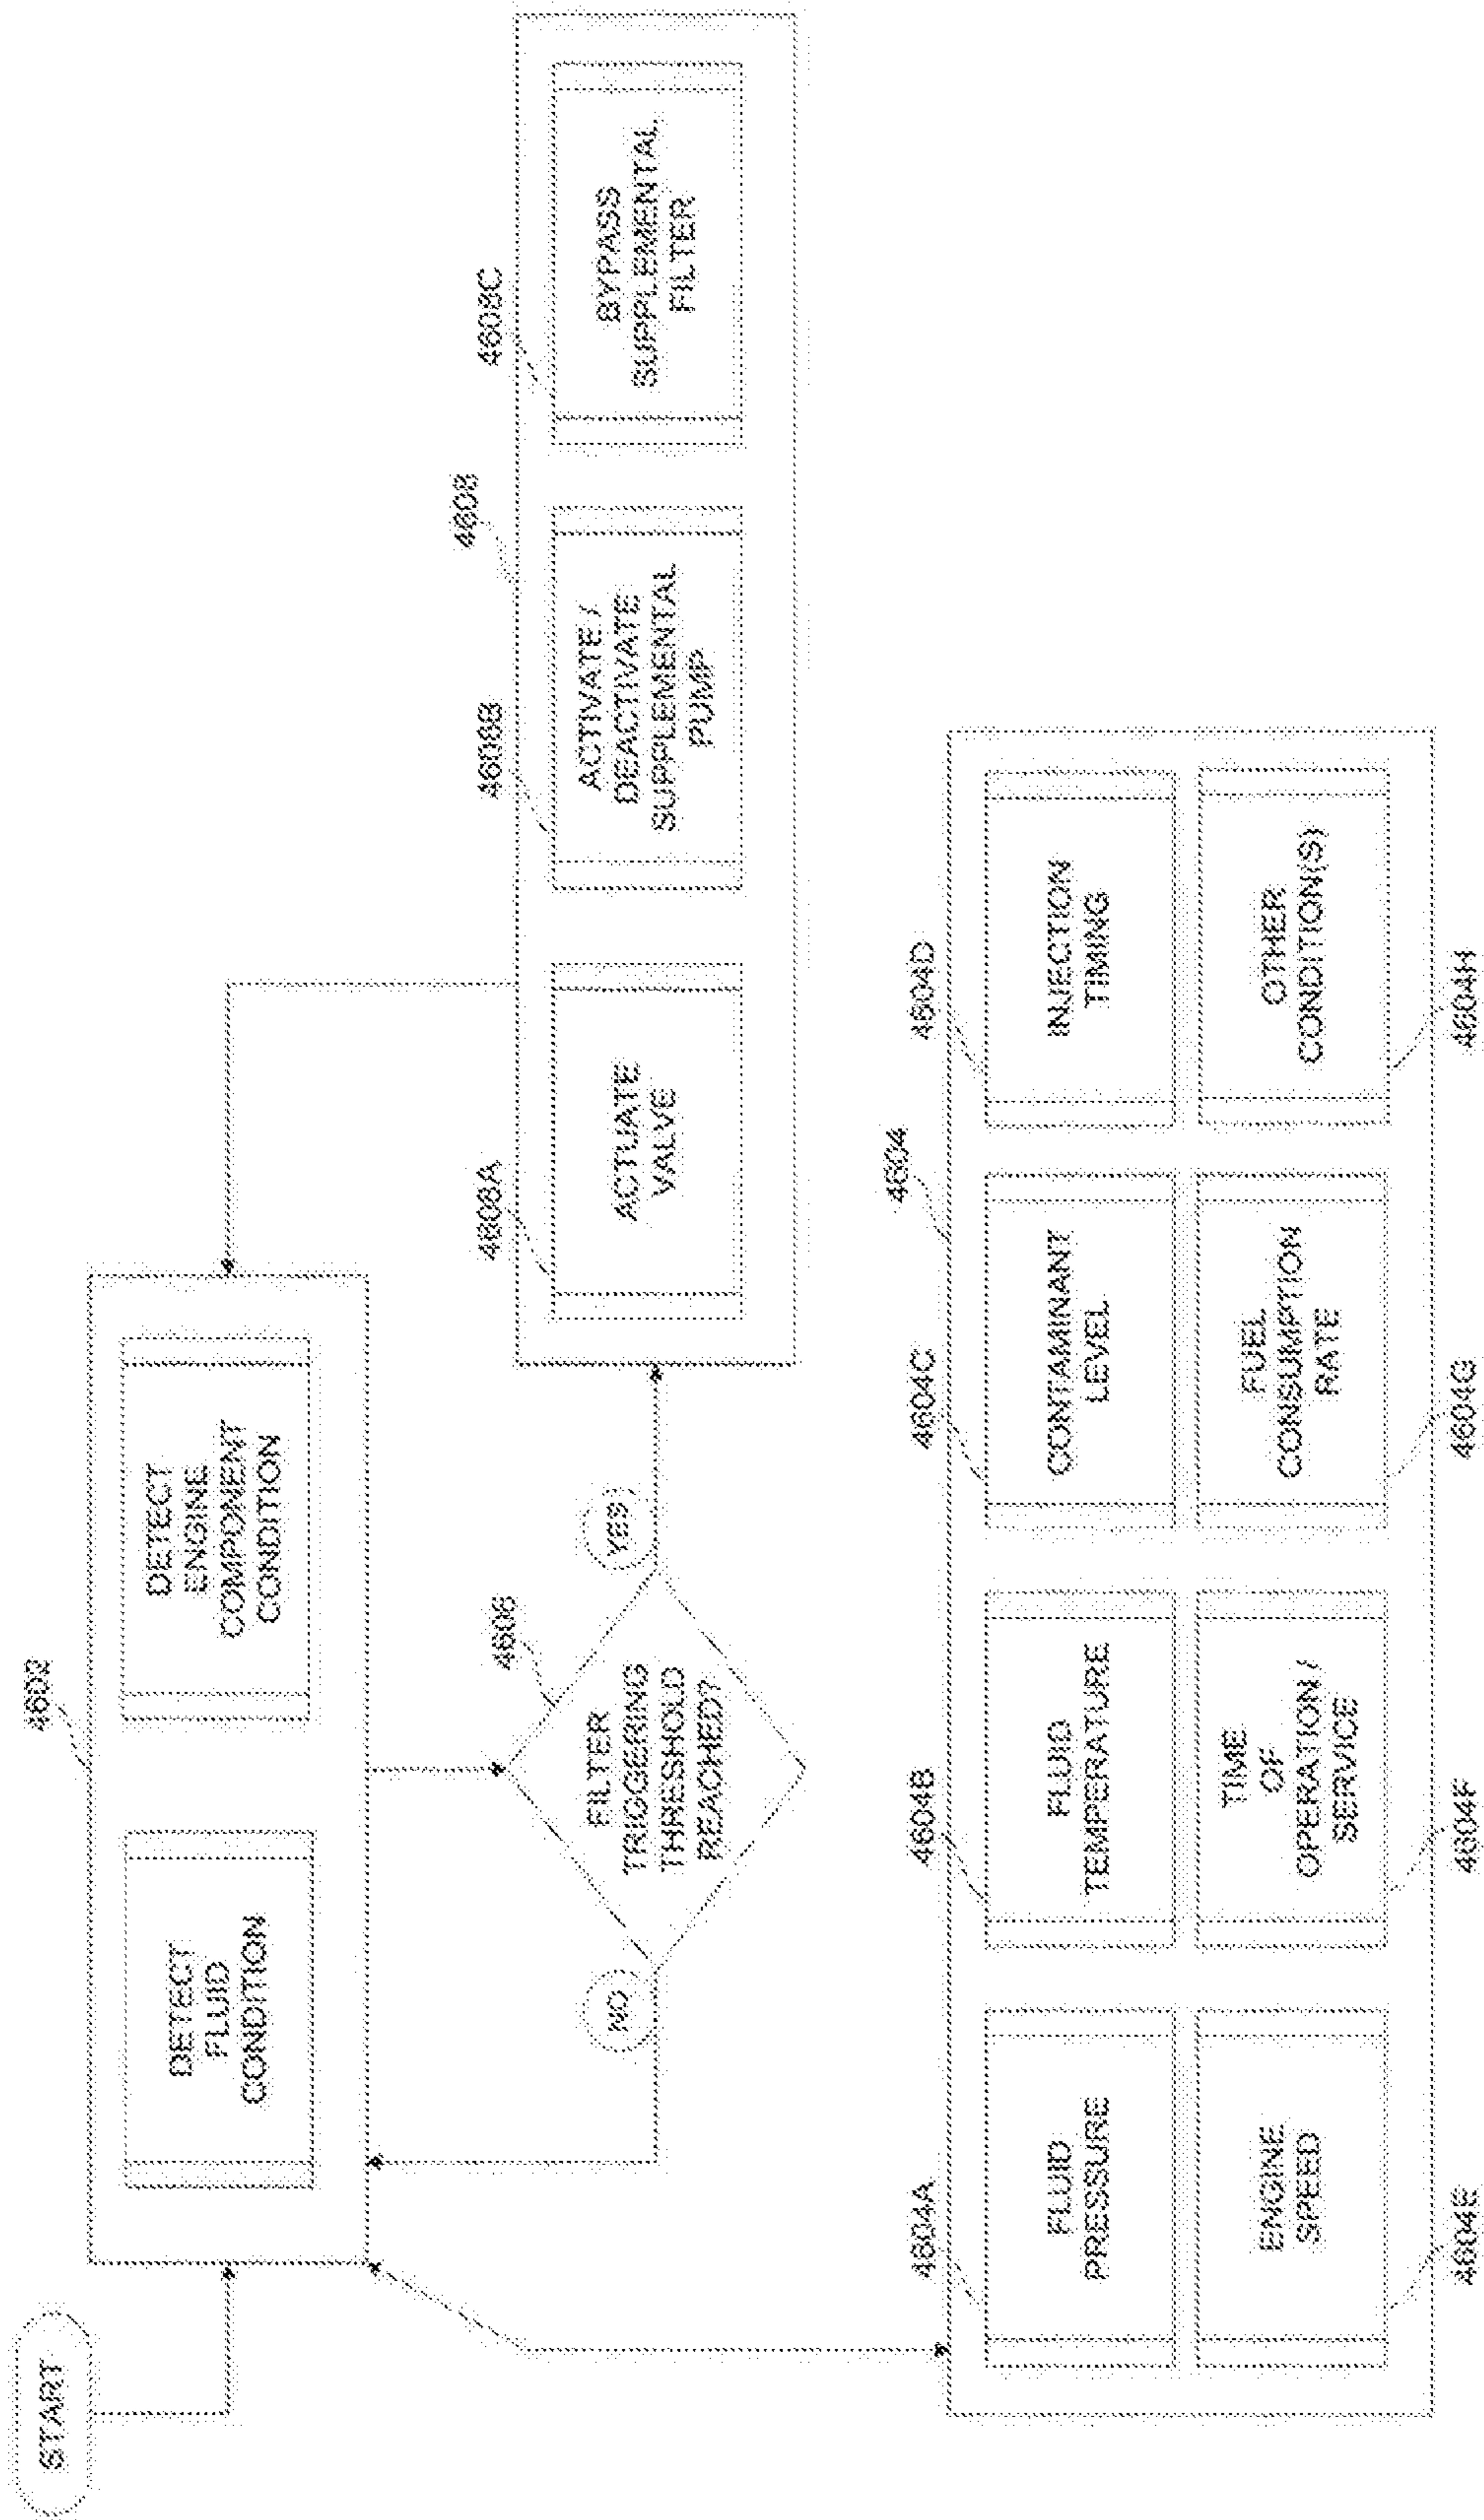 START
4602
DETECT
FLUID
CONDITION
DETECT
ENGINE
COMPONENT
CONDITION
4606
FILTER
TRIGGERING
THRESHOLD
REACHED?
NO
YES
4608
4608A
ACTUATE
VALVE
4608B
ACTIVATE /
DEACTIVATE
SUPPLEMENTAL
PUMP
4608C
BYPASS
SUPPLEMENTAL
FILTER
4604
4604A
FLUID
PRESSURE
4604B
FLUID
TEMPERATURE
4604C
CONTAMINANT
LEVEL
4604D
INJECTION
TIMING
ENGINE
SPEED
4604E
TIME
OF
OPERATION /
SERVICE
4604F
FUEL
CONSUMPTION
RATE
4604G
OTHER
CONDITION(S)
4604H